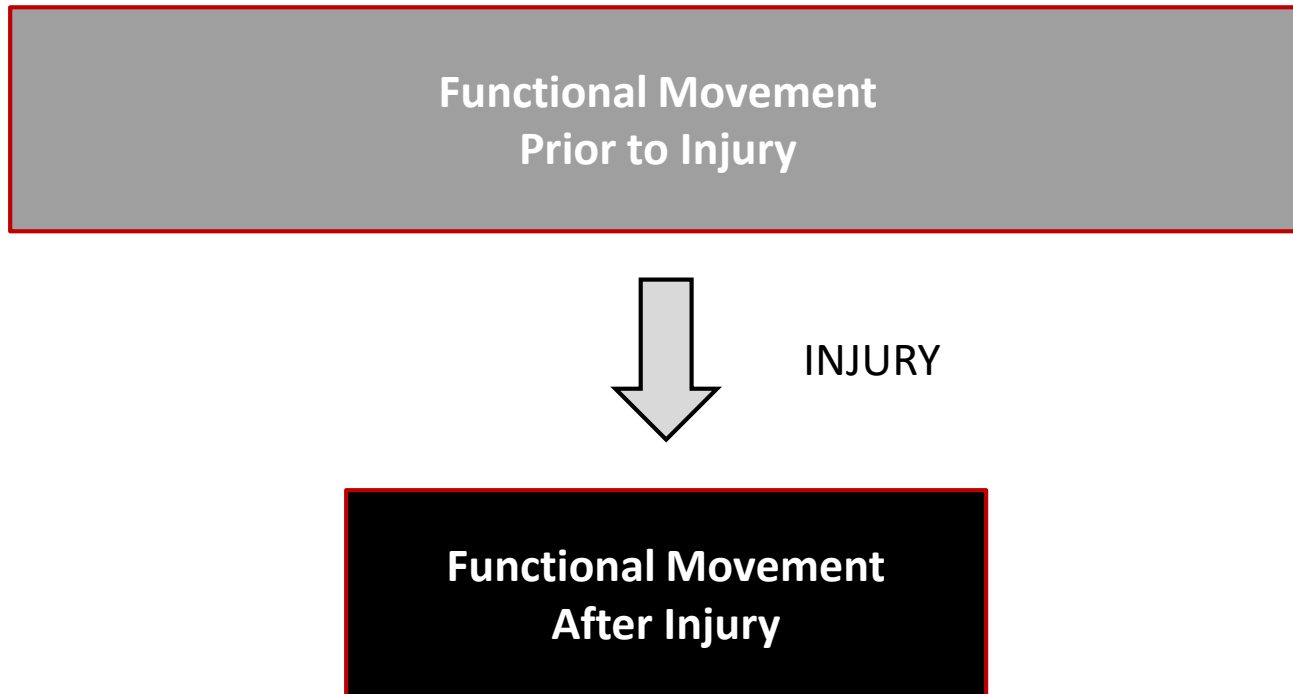 Functional Movement
Prior to Injury
INJURY
Functional Movement
After Injury